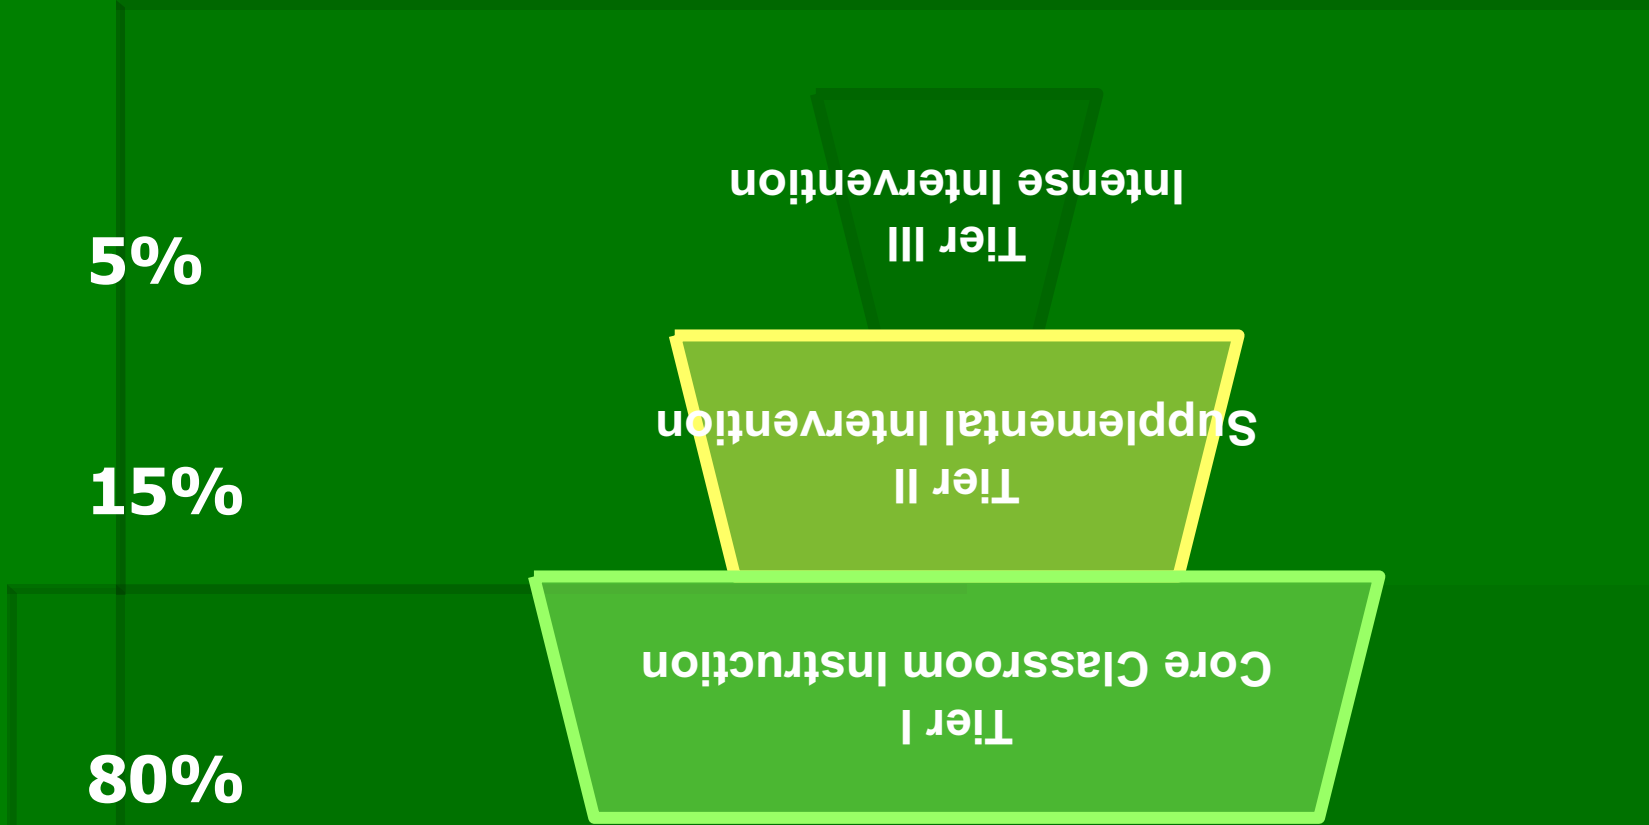 5%
Tier III
Intense Intervention
15%
Tier II
Supplemental Intervention
80%
Tier I
Core Classroom Instruction